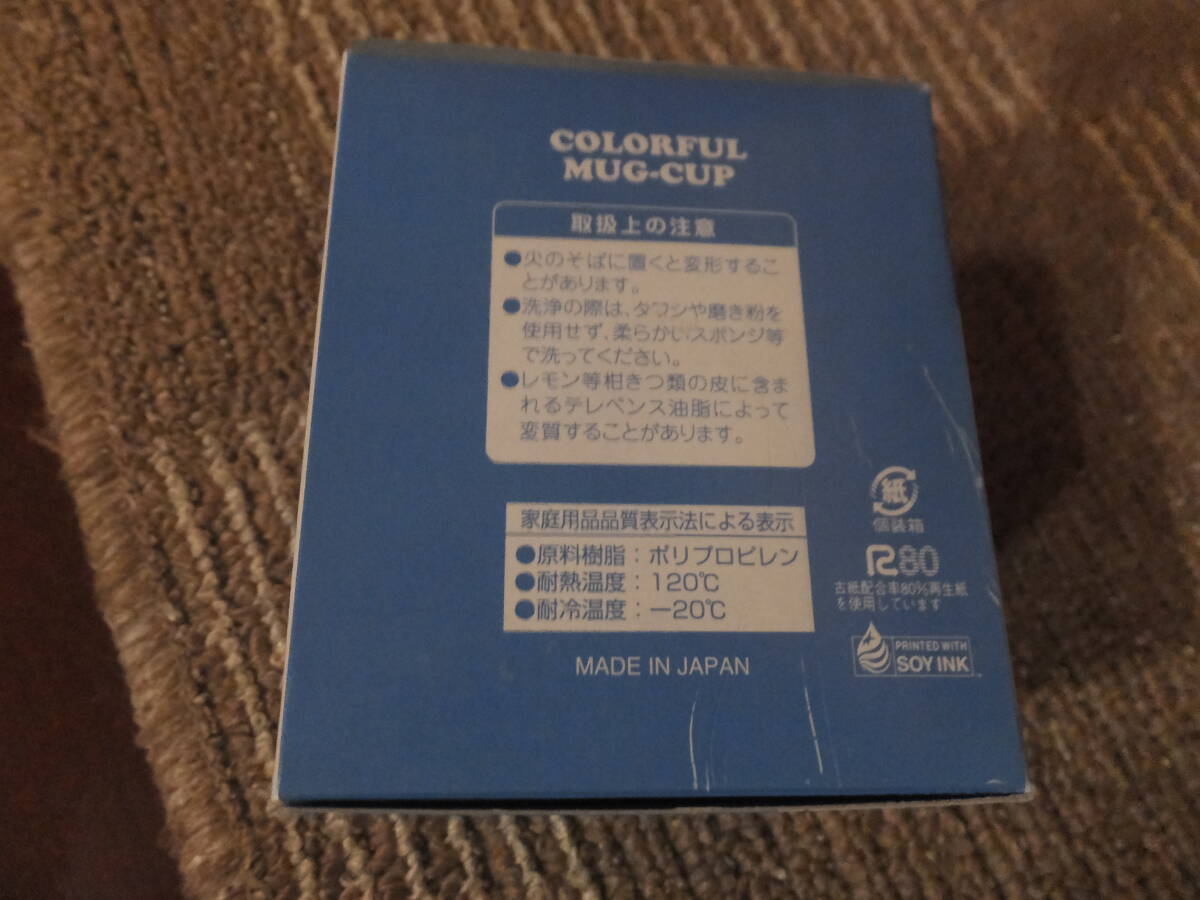 COLORFUL
MUG-CUP
取扱上の注意
●火のそばに置くと変形するこ
とがあります。
●洗浄の際は、タワシや磨き粉を
使用せず、柔らかいスポンジ等
で洗ってください。
●レモン等柑きつ類の皮に含ま
れるテレペンス油脂によって
変質することがあります。
家庭用品品質表示法による表示
●原料樹脂：ポリプロピレン
●耐熱温度：120℃
●耐冷温度：−20℃
MADE IN JAPAN
紙
個装箱
R80
古紙配合率80%再生紙
を使用しています
PRINTED WITH
SOY INK